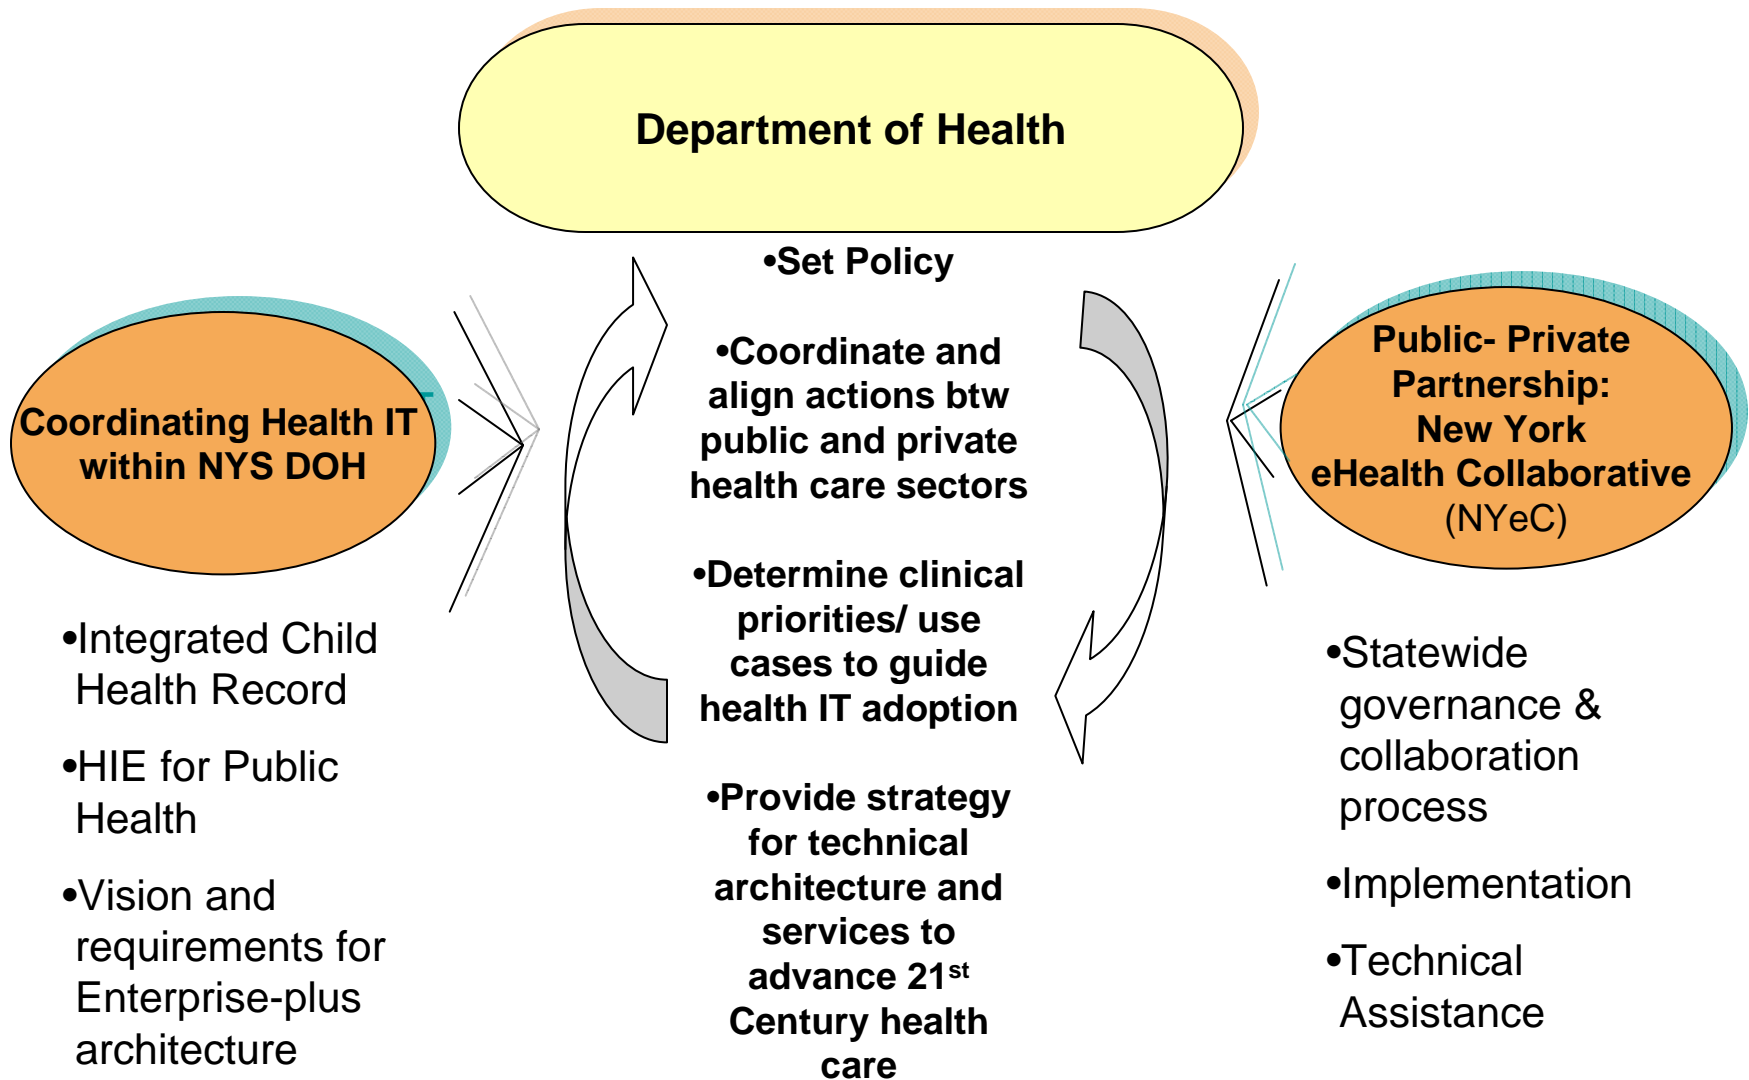 Department of Health
•Set Policy
•Coordinate and
align actions btw
public and private
health care sectors
•Determine clinical
priorities/ use
cases to guide
health IT adoption
•Provide strategy
for technical
architecture and
services to
advance 21st
Century health
care
Coordinating Health IT
within NYS DOH
•Integrated Child
Health Record
•HIE for Public
Health
•Vision and
requirements for
Enterprise-plus
architecture
Public- Private
Partnership:
New York
eHealth Collaborative
(NYeC)
•Statewide
governance &
collaboration
process
•Implementation
•Technical
Assistance